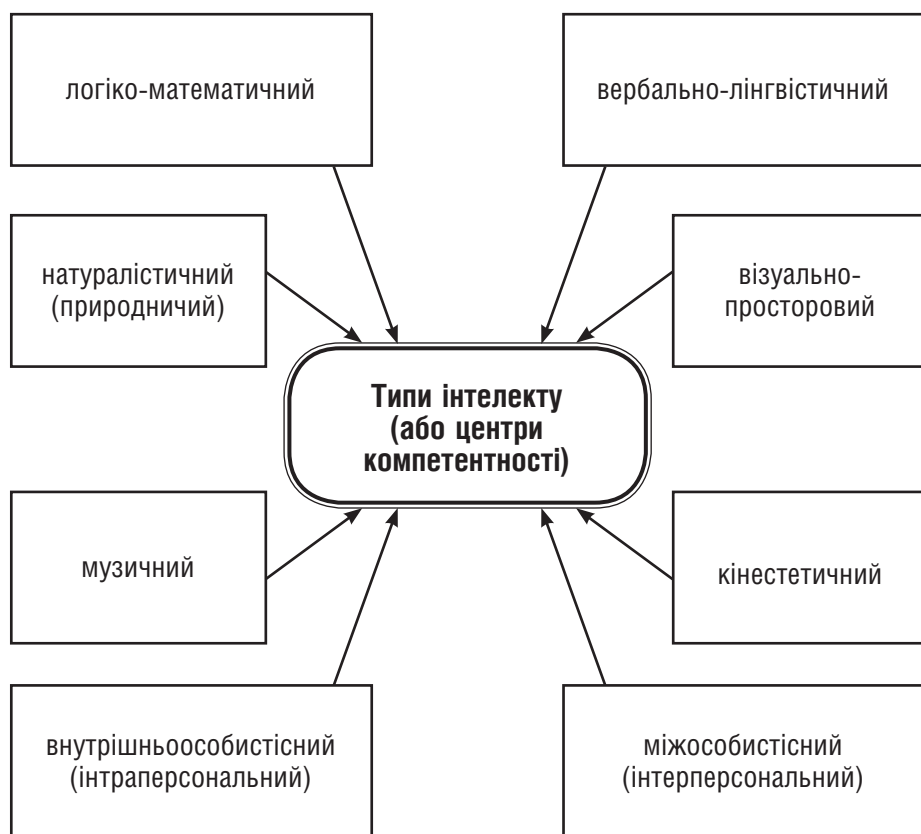 логіко-математичний
вербально-лінгвістичний
натуралістичний
(природничий)
візуально-
просторовий
Типи інтелекту
(або центри
компетентності)
музичний
кінестетичний
внутрішньоособистісний
(інтраперсональний)
міжособистісний
(інтерперсональний)